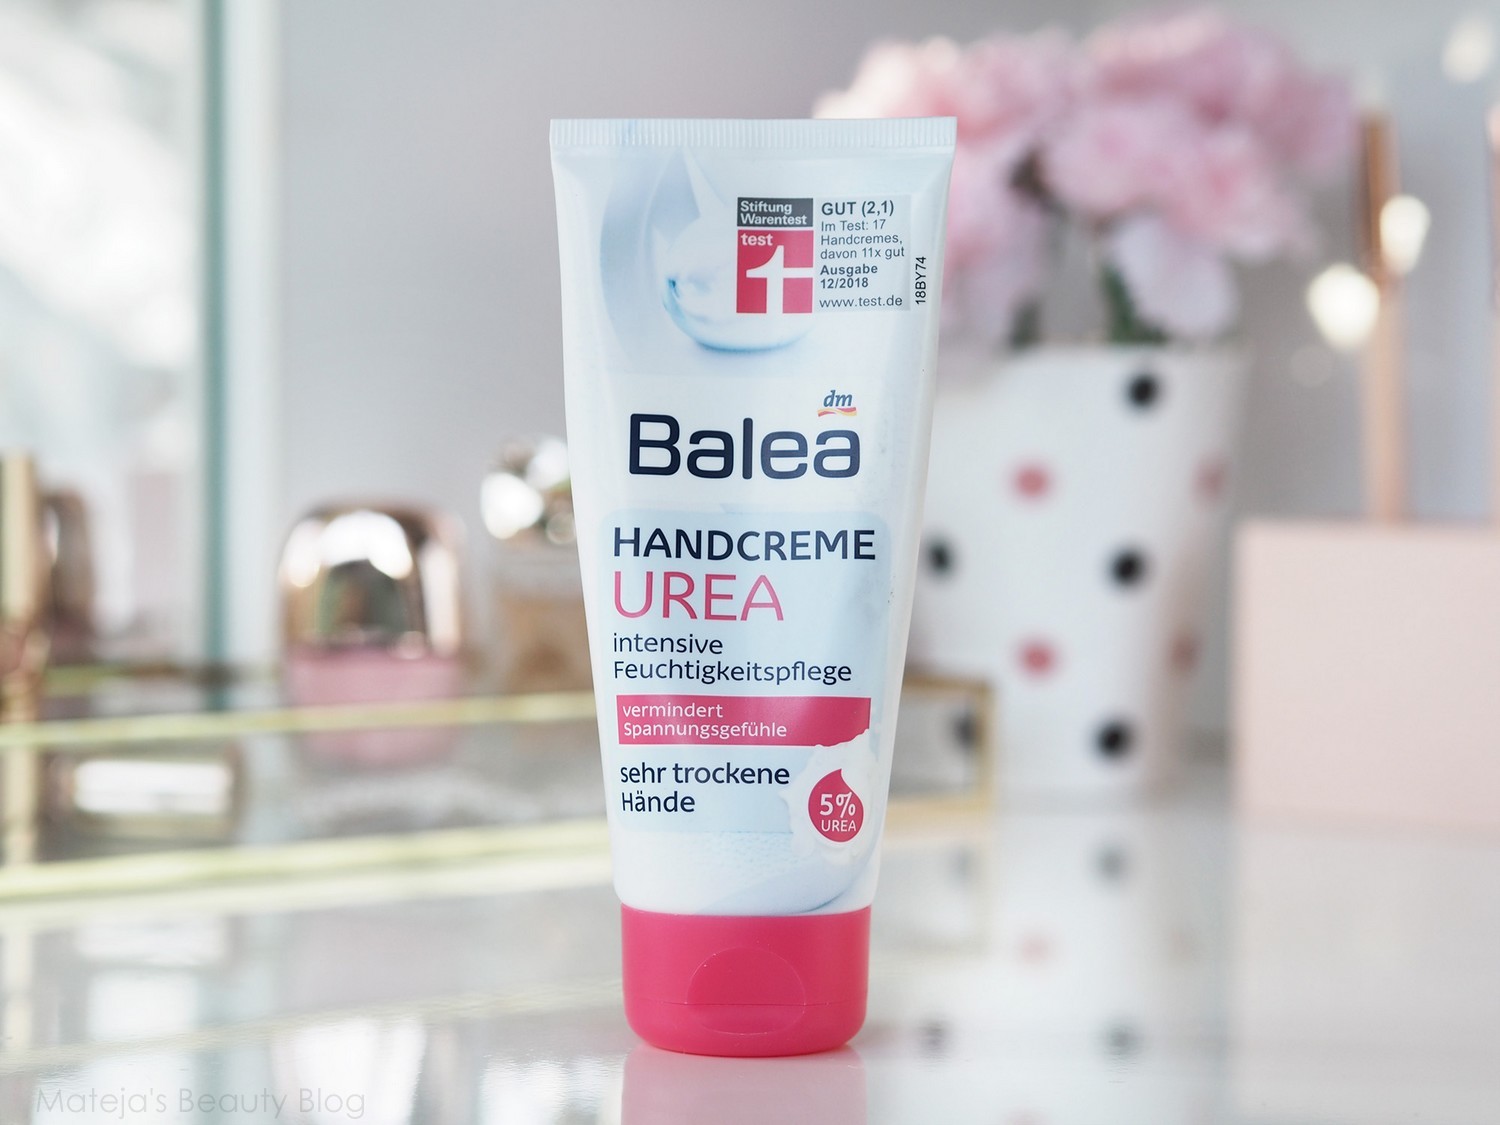 Stiftung
Warentest
test
GUT (2,1)
Im Test: 17
Handcremes,
davon 11x gut
Ausgabe
12/2018
www.test.de
18BY74
dm
Balea
HANDCREME
UREA
intensive
Feuchtigkeitspflege
vermindert
Spannungsgefühle
sehr trockene
Hände
5%
UREA
Mateja's Beauty Blog